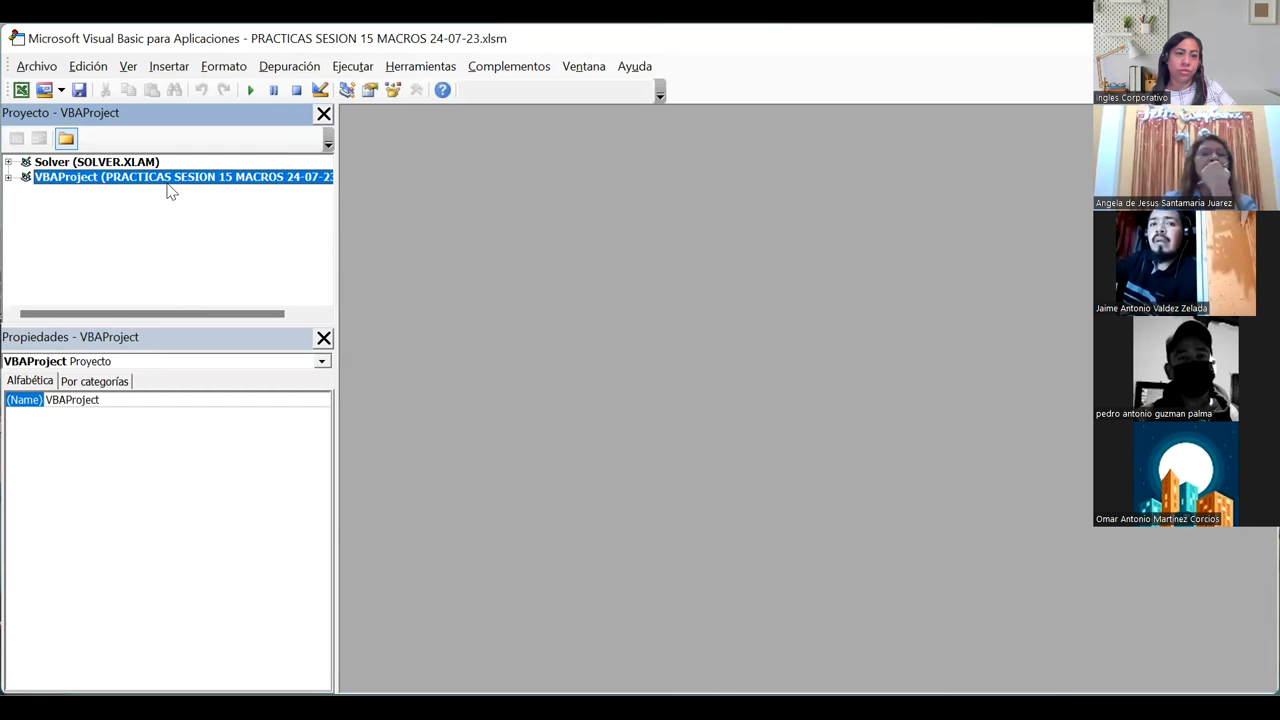 Microsoft Visual Basic para Aplicaciones - PRACTICAS SESION 15 MACROS 24-07-23.xlsm
Archivo Edición Ver Insertar Formato Depuración Ejecutar Herramientas Complementos Ventana Ayuda
Proyecto - VBAProject
Solver (SOLVER.XLAM)
VBAProject (PRACTICAS SESION 15 MACROS 24-07-23
Propiedades - VBAProject
VBAProject Proyecto
Alfabética Por categorías
(Name) VBAProject
Ingles Corporativo
Angela de Jesus Santamaria Juarez
Jaime Antonio Valdez Zelada
pedro antonio guzman palma
Omar Antonio Martinez Corcios